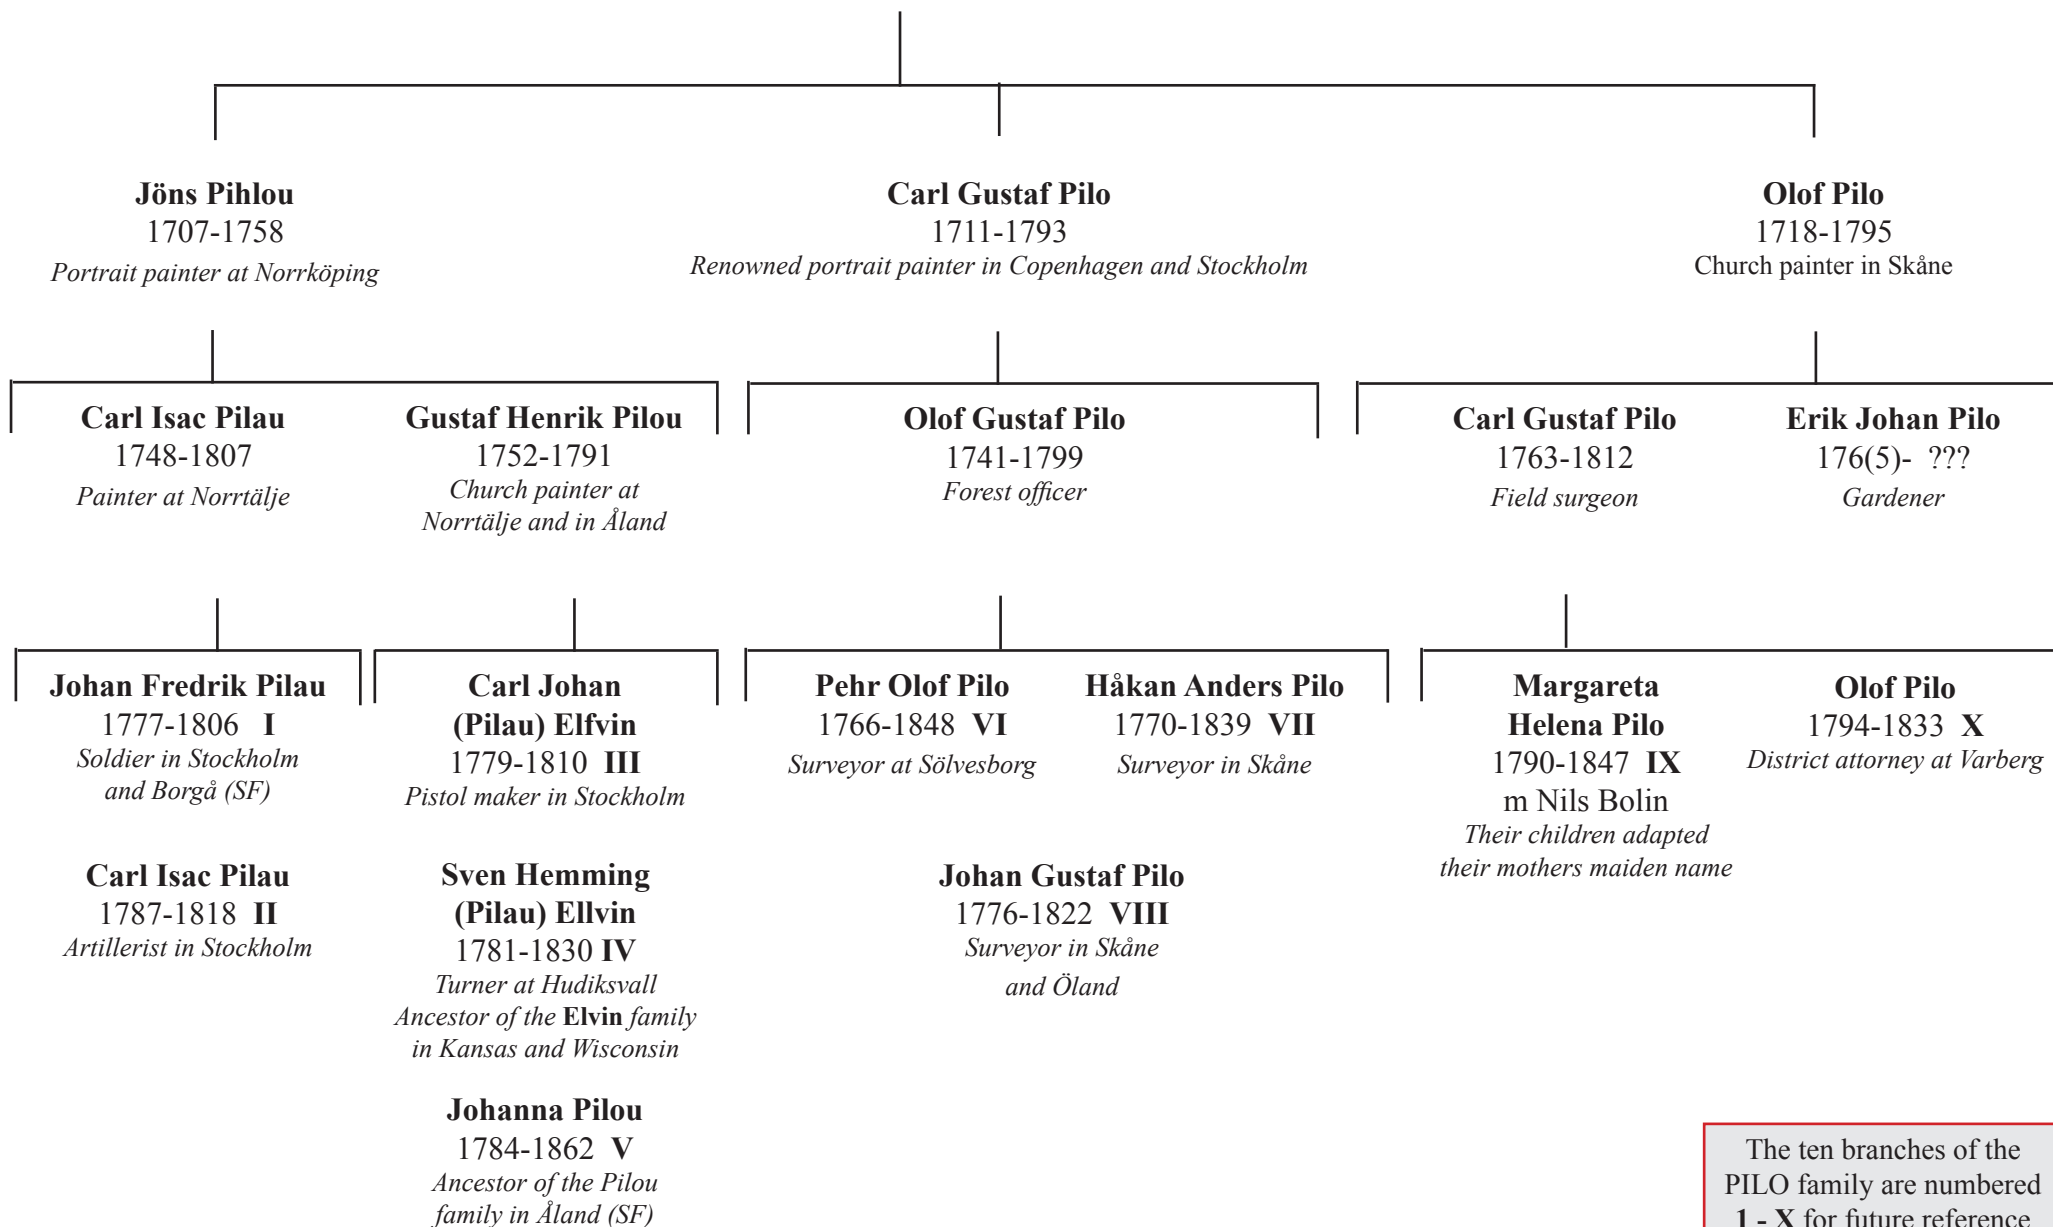 Jöns Pihlou
1707-1758
Portrait painter at Norrköping
Carl Gustaf Pilo
1711-1793
Renowned portrait painter in Copenhagen and Stockholm
Olof Pilo
1718-1795
Church painter in Skåne
Carl Isac Pilau
1748-1807
Painter at Norrtälje
Gustaf Henrik Pilou
1752-1791
Church painter at
Norrtälje and in Åland
Olof Gustaf Pilo
1741-1799
Forest officer
Carl Gustaf Pilo
1763-1812
Field surgeon
Erik Johan Pilo
176(5)- ???
Gardener
Johan Fredrik Pilau
1777-1806 I
Soldier in Stockholm
and Borgå (SF)
Carl Isac Pilau
1787-1818 II
Artillerist in Stockholm
Carl Johan
(Pilau) Elfvin
1779-1810 III
Pistol maker in Stockholm
Sven Hemming
(Pilau) Ellvin
1781-1830 IV
Turner at Hudiksvall
Ancestor of the Elvin family
in Kansas and Wisconsin
Johanna Pilou
1784-1862 V
Ancestor of the Pilou
family in Åland (SF)
Pehr Olof Pilo
1766-1848 VI
Surveyor at Sölvesborg
Håkan Anders Pilo
1770-1839 VII
Surveyor in Skåne
Johan Gustaf Pilo
1776-1822 VIII
Surveyor in Skåne
and Öland
Margareta
Helena Pilo
1790-1847 IX
m Nils Bolin
Their children adapted
their mothers maiden name
Olof Pilo
1794-1833 X
District attorney at Varberg
The ten branches of the
PILO family are numbered
1 - X for future reference